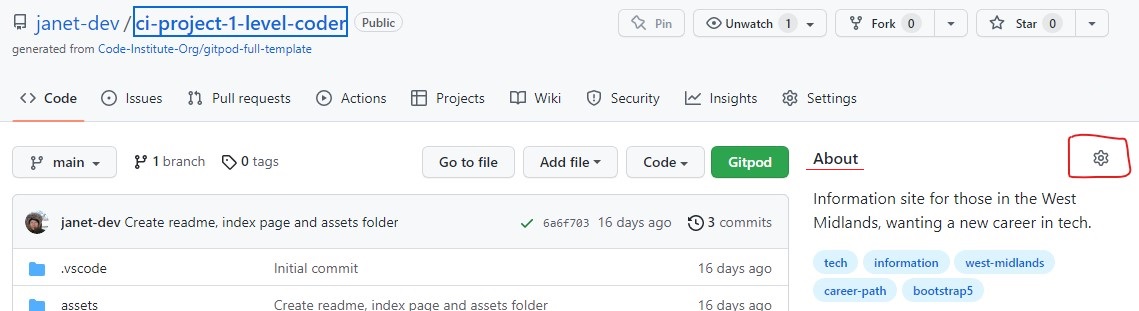 janet-dev / ci-project-1-level-coder Public Pin Unwatch 1 Fork 0 Star 0
generated from Code-Institute-Org/gitpod-full-template
Code Issues Pull requests Actions Projects Wiki Security Insights Settings
main 1 branch 0 tags Go to file Add file Code Gitpod
janet-dev Create readme, index page and assets folder 6a6f703 16 days ago 3 commits
.vscode Initial commit 16 days ago
assets Create readme, index page and assets folder 16 days ago
About
Information site for those in the West
Midlands, wanting a new career in tech.
tech information west-midlands
career-path bootstrap5